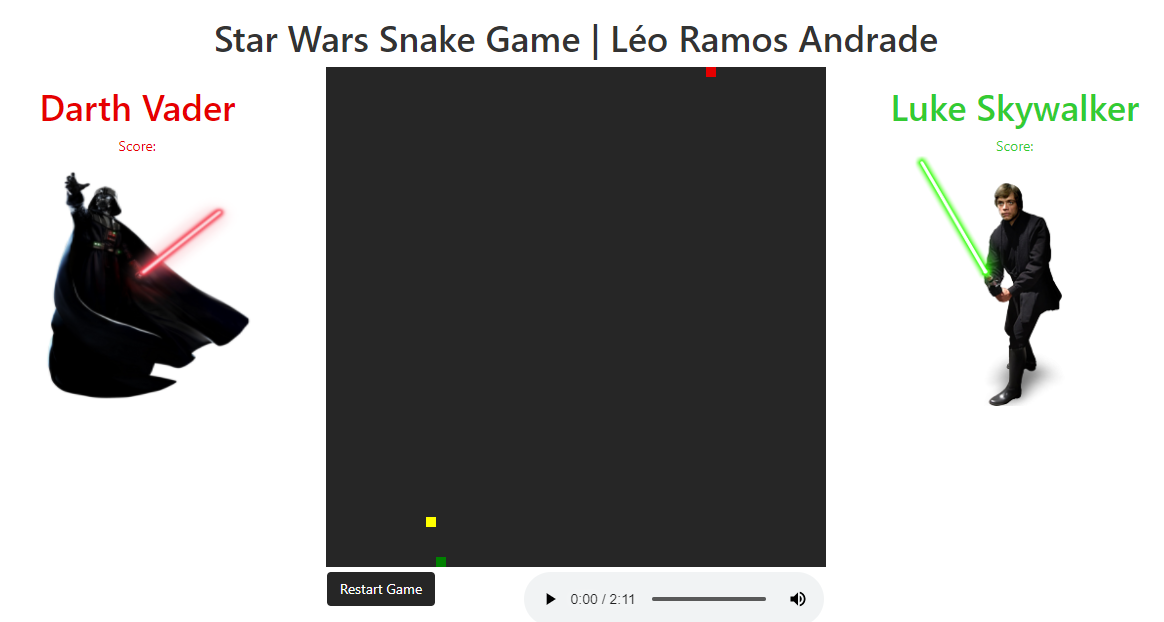 Star Wars Snake Game | Léo Ramos Andrade
Darth Vader
Score:
Luke Skywalker
Score:
Restart Game
0:00 / 2:11